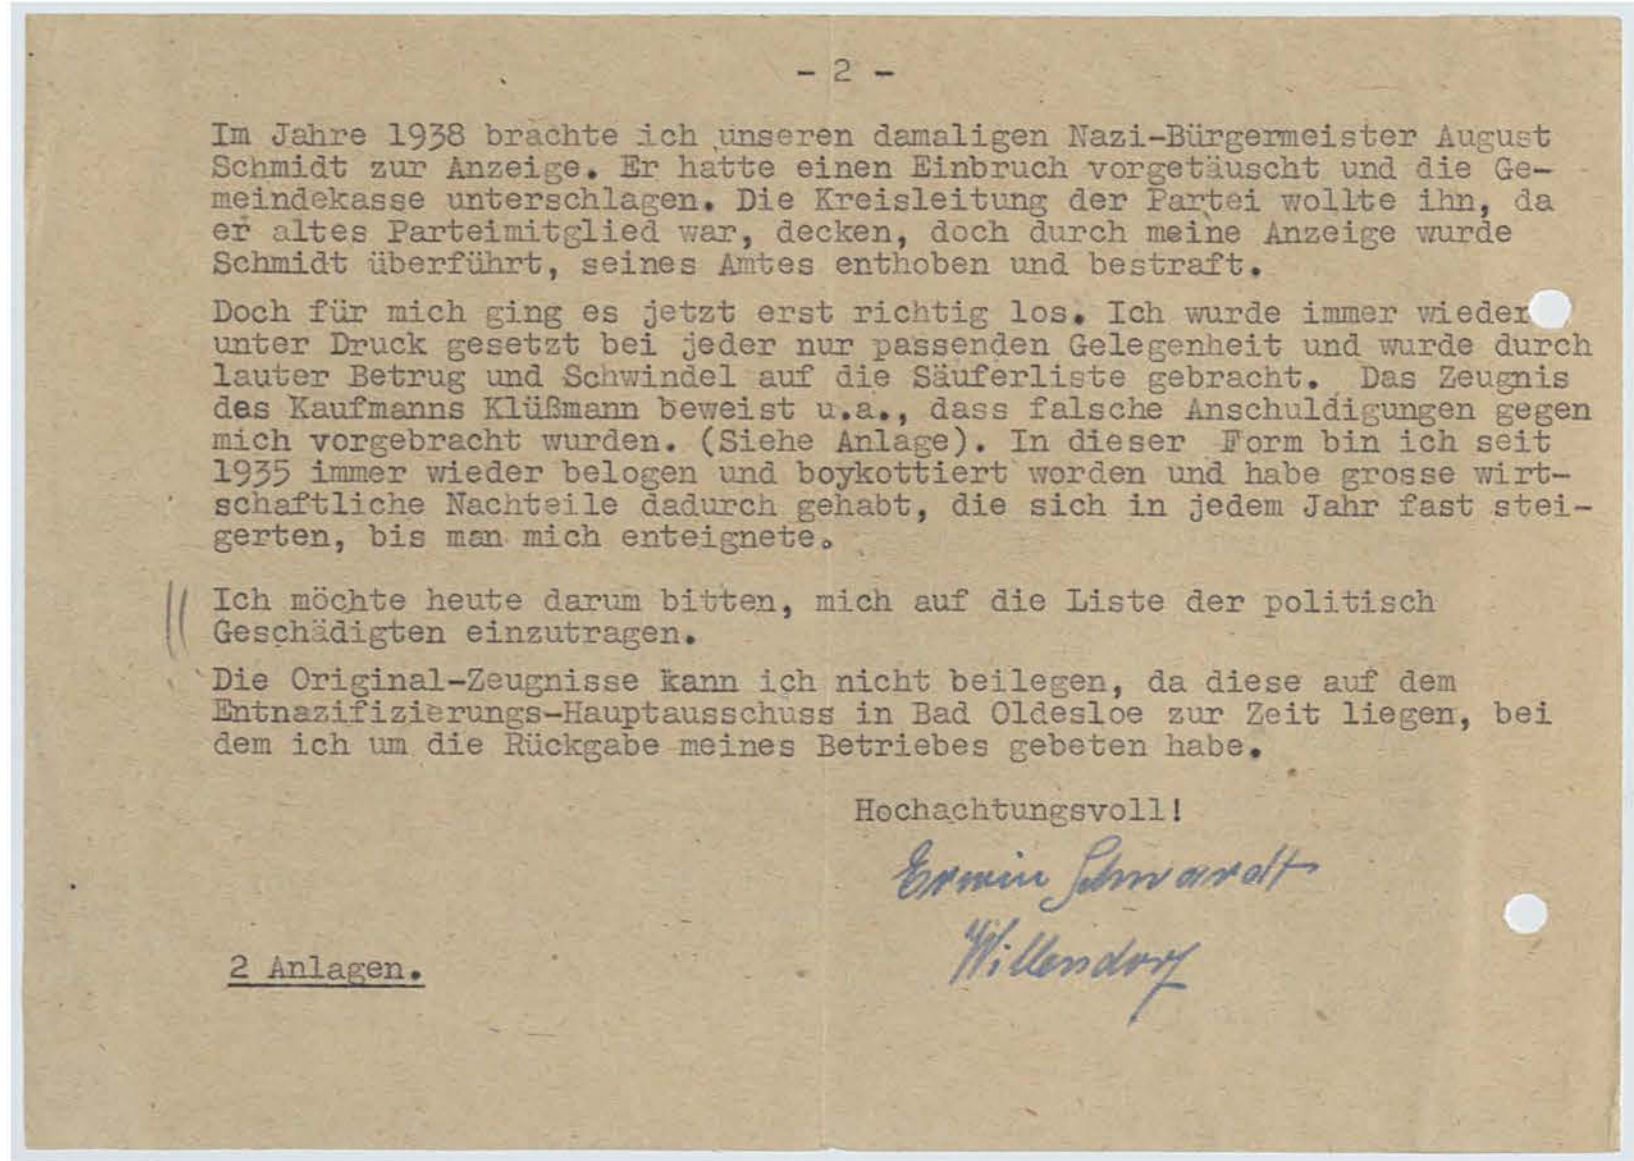 - 2 -
Im Jahre 1938 brachte ich unseren damaligen Nazi-Bürgermeister August
Schmidt zur Anzeige. Er hatte einen Einbruch vorgetäuscht und die Ge-
meindekasse unterschlagen. Die Kreisleitung der Partei wollte ihn, da
er altes Parteimitglied war, decken, doch durch meine Anzeige wurde
Schmidt überführt, seines Amtes enthoben und bestraft.
Doch für mich ging es jetzt erst richtig los. Ich wurde immer wieder
unter Druck gesetzt bei jeder nur passenden Gelegenheit und wurde durch
lauter Betrug und Schwindel auf die Säuferliste gebracht. Das Zeugnis
des Kaufmanns Klüßmann beweist u.a., dass falsche Anschuldigungen gegen
mich vorgebracht wurden. (Siehe Anlage). In dieser Form bin ich seit
1935 immer wieder belogen und boykottiert worden und habe grosse wirt-
schaftliche Nachteile dadurch gehabt, die sich in jedem Jahr fast stei-
gerten, bis man mich enteignete.
Ich möchte heute darum bitten, mich auf die Liste der politisch
Geschädigten einzutragen.
Die Original-Zeugnisse kann ich nicht beilegen, da diese auf dem
Entnazifizierungs-Hauptausschuss in Bad Oldesloe zur Zeit liegen, bei
dem ich um die Rückgabe meines Betriebes gebeten habe.
Hochachtungsvoll!
Erwin Schwardt
Willendorf
2 Anlagen.